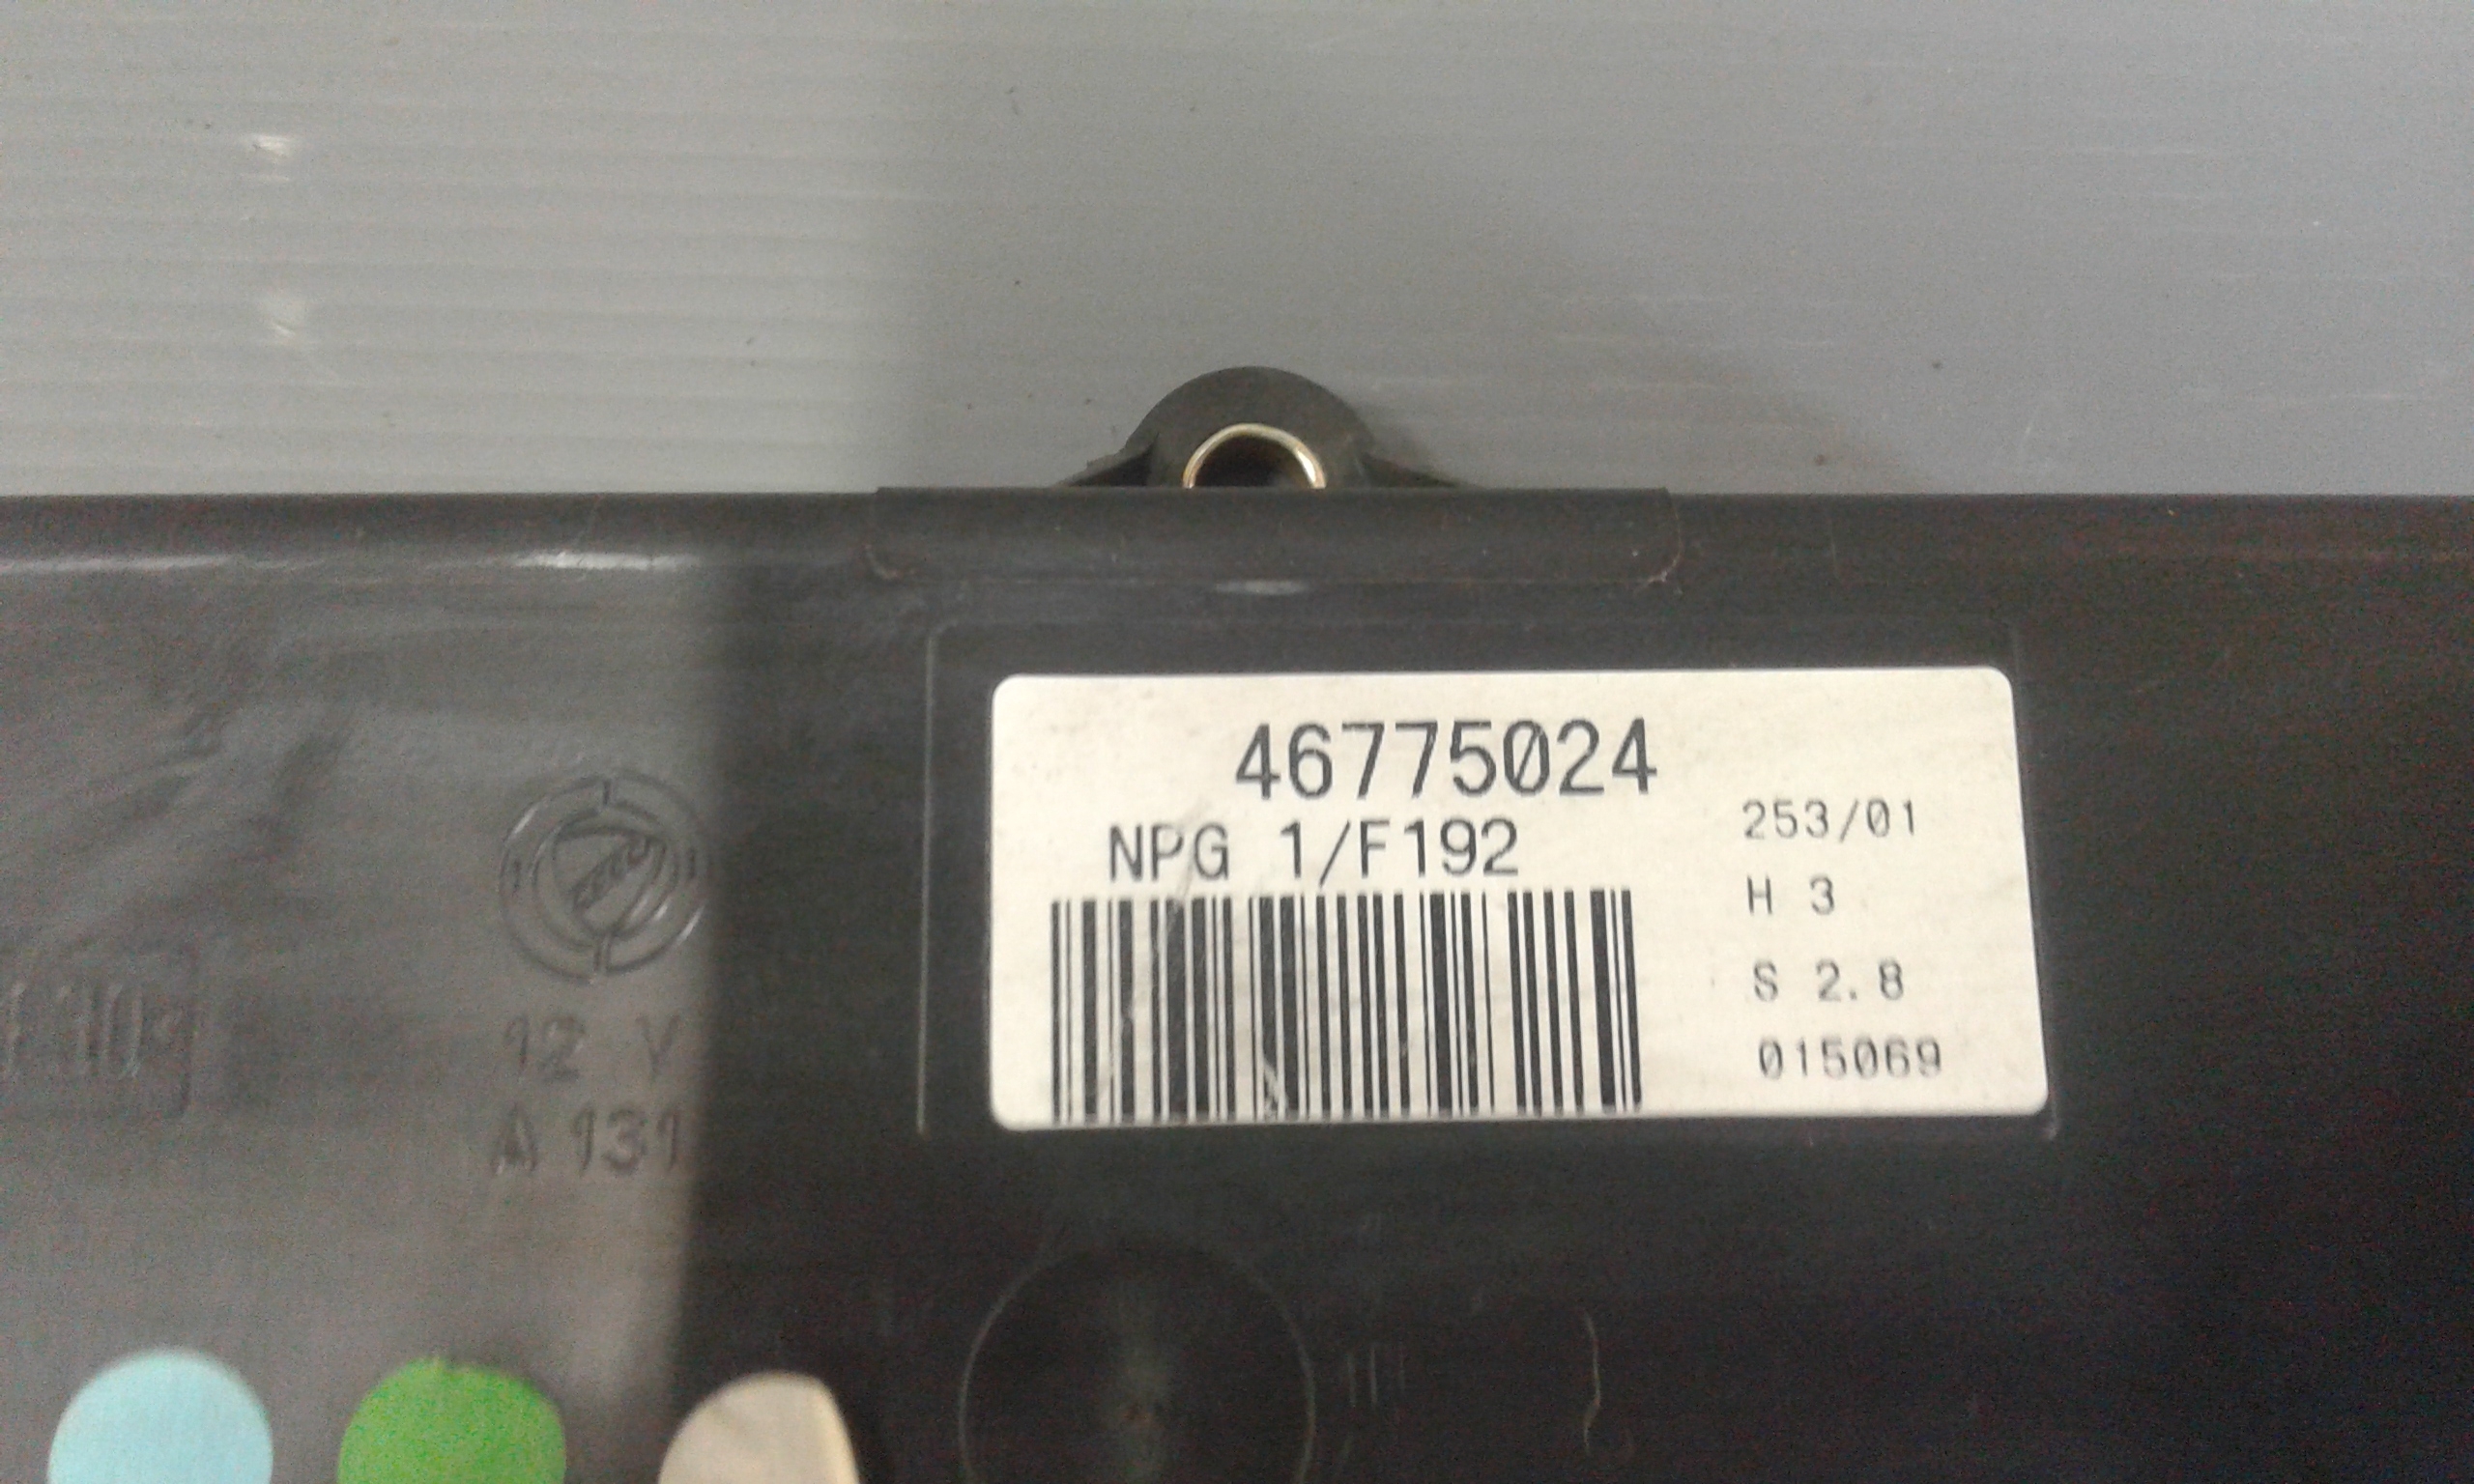 46775024
NPG 1/F192
253/01
H 3
S 2.8
015069
12 V
A 131